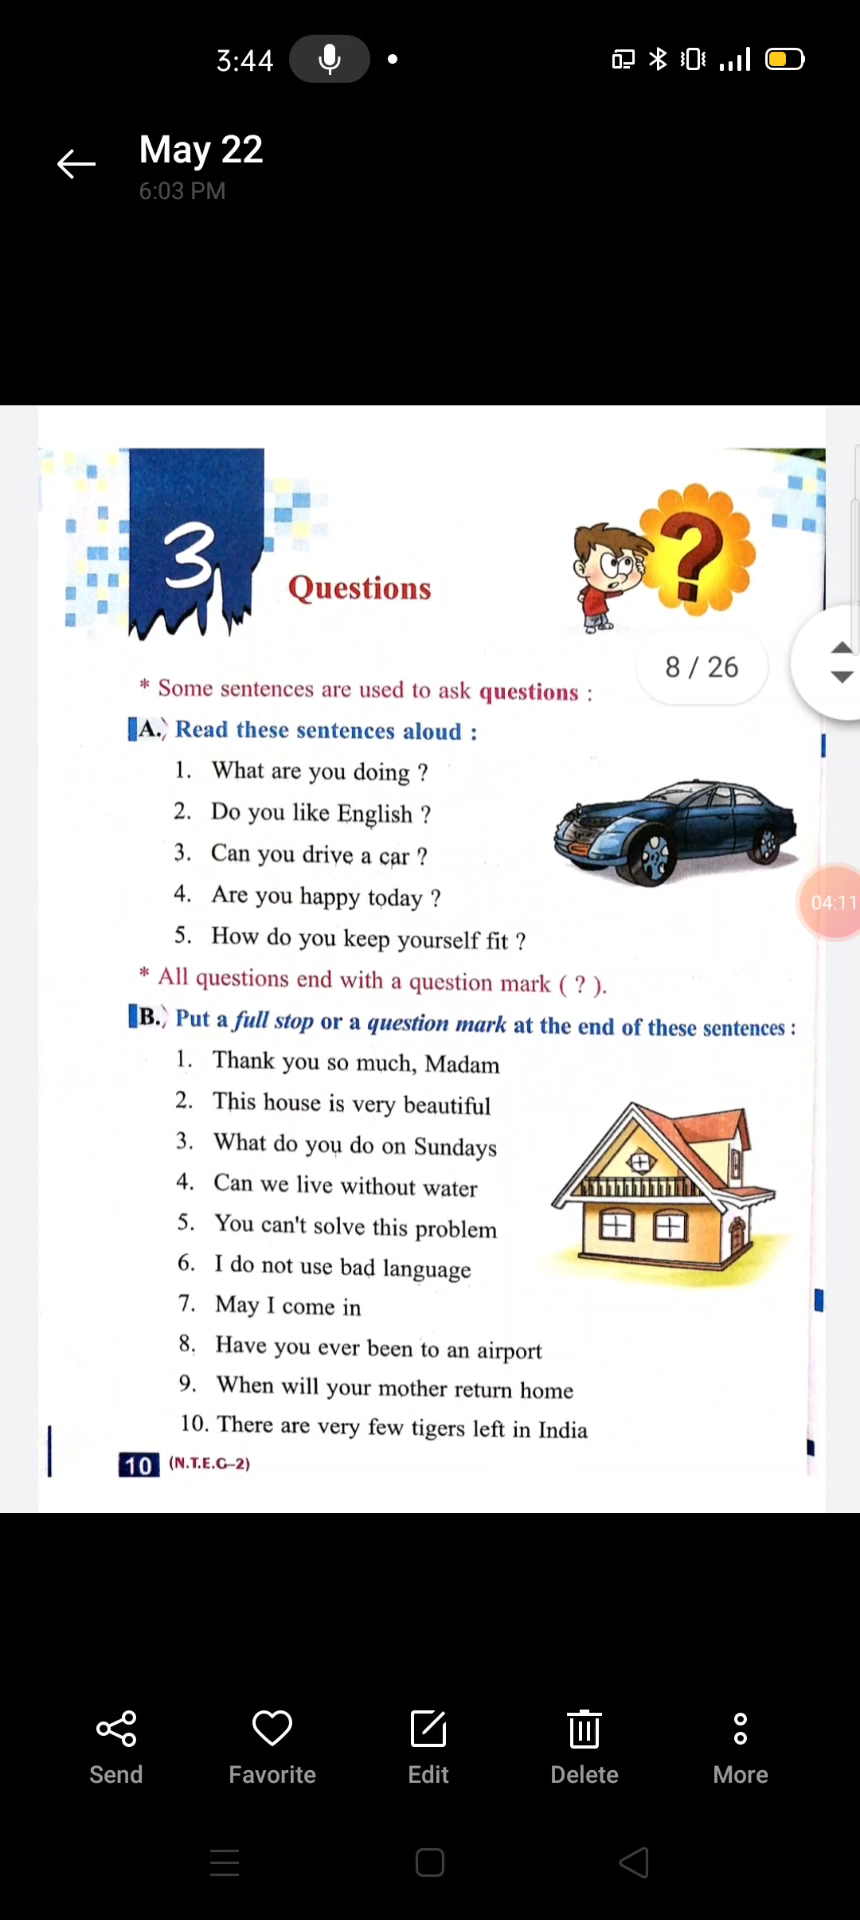 3:44
May 22
6:03 PM
3
Questions
?
8 / 26
* Some sentences are used to ask questions :
A. Read these sentences aloud :
1. What are you doing ?
2. Do you like English ?
3. Can you drive a car ?
4. Are you happy today ?
04:11
5. How do you keep yourself fit ?
* All questions end with a question mark ( ? ).
B. Put a full stop or a question mark at the end of these sentences :
1. Thank you so much, Madam
2. This house is very beautiful
3. What do you do on Sundays
4. Can we live without water
5. You can't solve this problem
6. I do not use bad language
7. May I come in
8. Have you ever been to an airport
9. When will your mother return home
10. There are very few tigers left in India
10 (N.T.E.G–2)
Send Favorite Edit Delete More